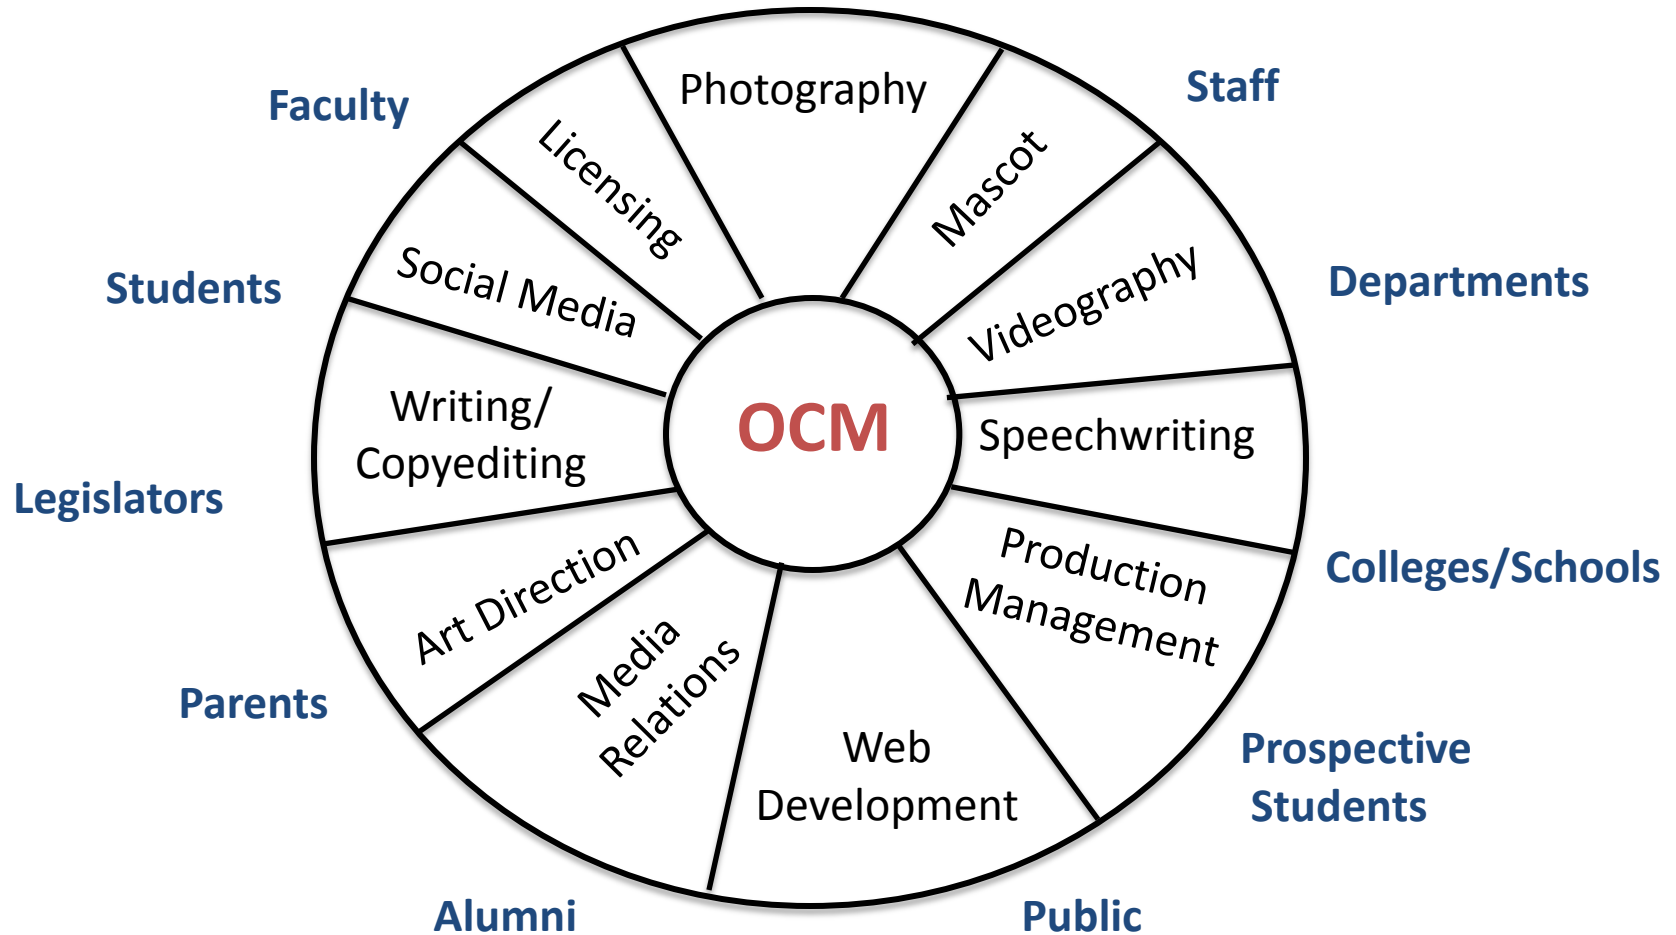 Photography
Staff
Faculty
Licensing
Mascot
Social Media
Videography
Students
Departments
Writing/
Copyediting
OCM
Speechwriting
Legislators
Art Direction
Production
Management
Colleges/Schools
Media
Relations
Parents
Web
Development
Prospective
Students
Alumni
Public